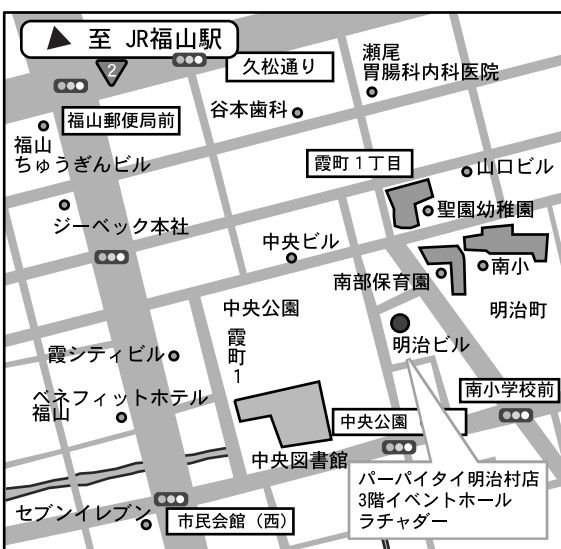 ▲ 至 JR福山駅
2
久松通り
瀬尾
胃腸科内科医院
福山郵便局前
谷本歯科
福山
ちゅうぎんビル
霞町1丁目
山口ビル
聖園幼稚園
ジーベック本社
中央ビル
南部保育園
南小
中央公園
明治町
霞町1
明治ビル
霞シティビル
ベネフィットホテル
福山
南小学校前
中央公園
中央図書館
パーパイタイ明治村店
3階イベントホール
ラチャダー
セブンイレブン
市民会館（西）